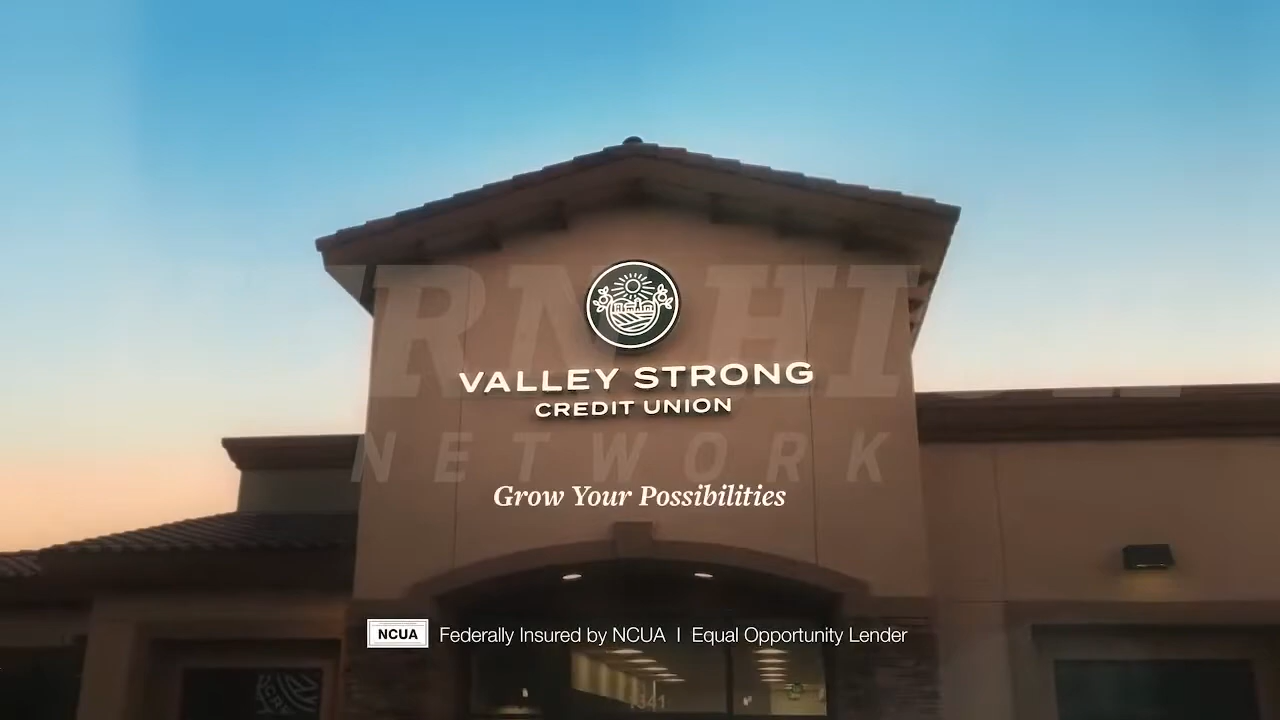 VALLEY STRONG
CREDIT UNION
NETWORK
Grow Your Possibilities
NCUA Federally Insured by NCUA | Equal Opportunity Lender